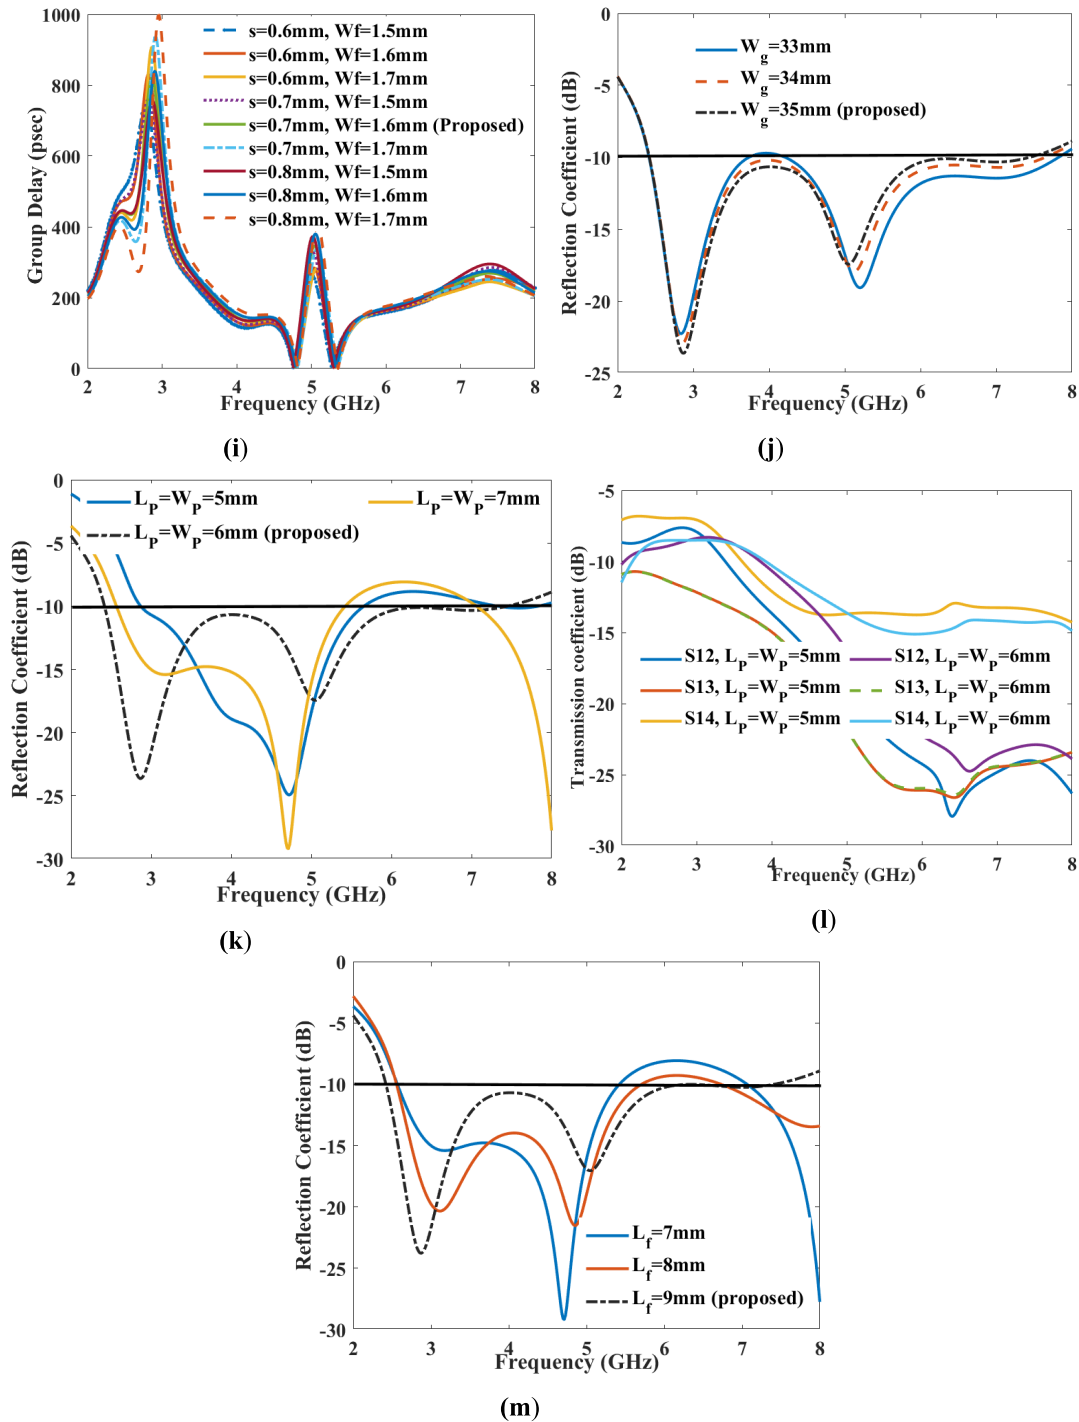 1000
800
600
400
200
0
Group Delay (psec)
s=0.6mm, Wf=1.5mm
s=0.6mm, Wf=1.6mm
s=0.6mm, Wf=1.7mm
s=0.7mm, Wf=1.5mm
s=0.7mm, Wf=1.6mm (Proposed)
s=0.7mm, Wf=1.7mm
s=0.8mm, Wf=1.5mm
s=0.8mm, Wf=1.6mm
s=0.8mm, Wf=1.7mm
2 3 4 5 6 7 8
Frequency (GHz)
(i)
0
-5
-10
-15
-20
-25
Reflection Coefficient (dB)
Wg=33mm
Wg=34mm
Wg=35mm (proposed)
2 3 4 5 6 7 8
Frequency (GHz)
(j)
0
-5
-10
-15
-20
-25
-30
Reflection Coefficient (dB)
LP=WP=5mm LP=WP=7mm
LP=WP=6mm (proposed)
2 3 4 5 6 7 8
Frequency (GHz)
(k)
-5
-10
-15
-20
-25
-30
Transmission coefficient (dB)
S12, LP=WP=5mm S12, LP=WP=6mm
S13, LP=WP=5mm S13, LP=WP=6mm
S14, LP=WP=5mm S14, LP=WP=6mm
2 3 4 5 6 7 8
Frequency (GHz)
(l)
0
-5
-10
-15
-20
-25
-30
Reflection Coefficient (dB)
Lf=7mm
Lf=8mm
Lf=9mm (proposed)
2 3 4 5 6 7 8
Frequency (GHz)
(m)